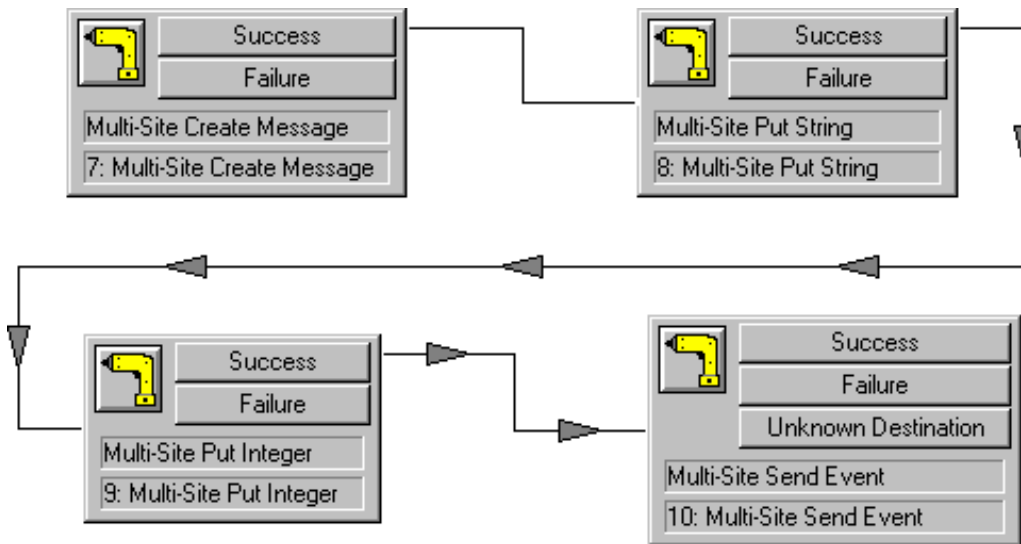 Success
Failure
Multi-Site Create Message
7: Multi-Site Create Message
Success
Failure
Multi-Site Put String
8: Multi-Site Put String
Success
Failure
Multi-Site Put Integer
9: Multi-Site Put Integer
Success
Failure
Unknown Destination
Multi-Site Send Event
10: Multi-Site Send Event